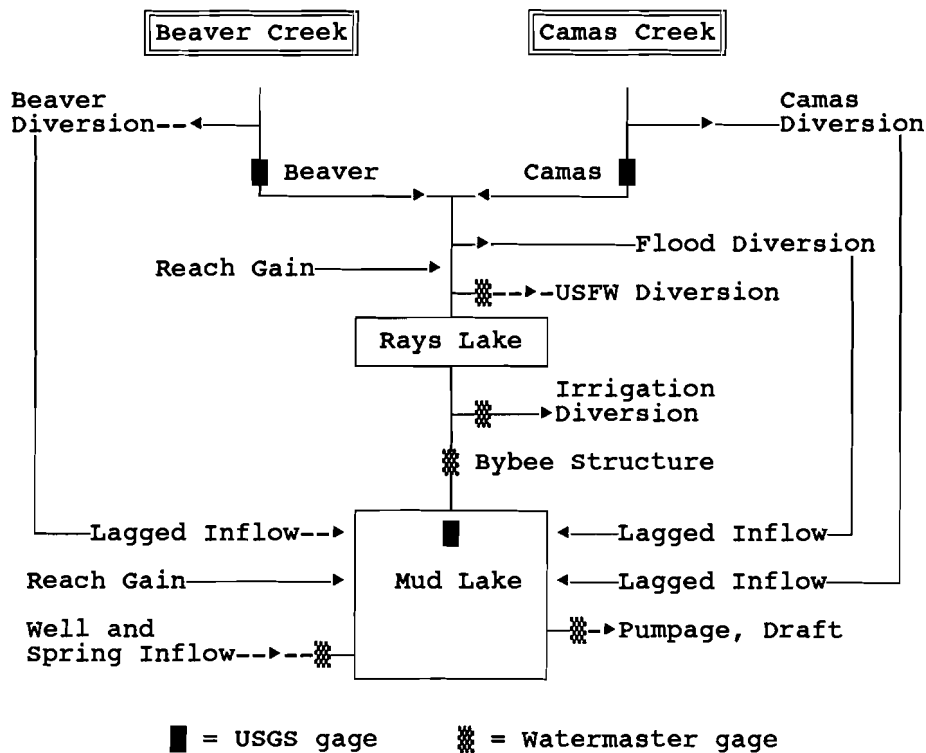 Beaver Creek
Camas Creek
Beaver
Diversion
Camas
Diversion
Beaver
Camas
Flood Diversion
Reach Gain
USFW Diversion
Rays Lake
Irrigation
Diversion
Bybee Structure
Lagged Inflow
Lagged Inflow
Reach Gain
Mud Lake
Lagged Inflow
Well and
Spring Inflow
Pumpage, Draft
= USGS gage
= Watermaster gage